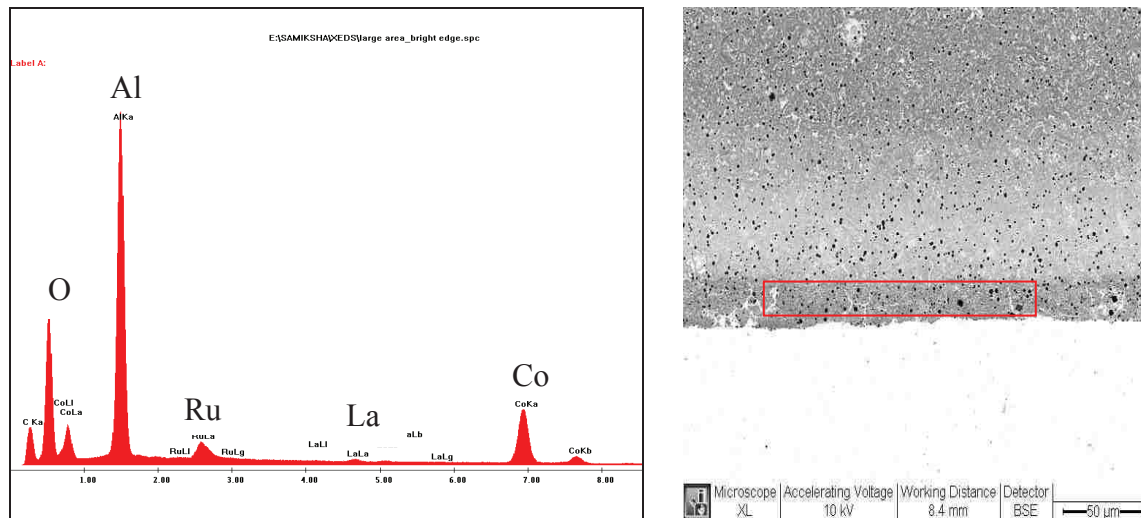 E:\SAMIKSHA\XEDS\large area_bright edge.spc
Label A:
Al
AlKa
O
CoLl
CoLa
C Ka
Ru
RuLa
RuLl
RuLg
La
LaLl
LaLa
aLb
LaLg
Co
CoKa
CoKb
1.00 2.00 3.00 4.00 5.00 6.00 7.00 8.00
Microscope Accelerating Voltage Working Distance Detector
XL 10 kV 8.4 mm BSE 50 µm